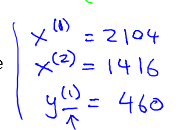 x^(1) = 2104
x^(2) = 1416
y^(1) = 460